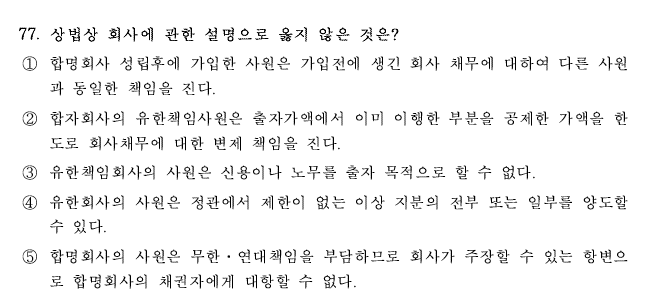 77. 상법상 회사에 관한 설명으로 옳지 않은 것은?
① 합명회사 성립후에 가입한 사원은 가입전에 생긴 회사 채무에 대하여 다른 사원
과 동일한 책임을 진다.
② 합자회사의 유한책임사원은 출자가액에서 이미 이행한 부분을 공제한 가액을 한
도로 회사채무에 대한 변제 책임을 진다.
③ 유한책임회사의 사원은 신용이나 노무를 출자 목적으로 할 수 없다.
④ 유한회사의 사원은 정관에서 제한이 없는 이상 지분의 전부 또는 일부를 양도할
수 있다.
⑤ 합명회사의 사원은 무한・연대책임을 부담하므로 회사가 주장할 수 있는 항변으
로 합명회사의 채권자에게 대항할 수 없다.